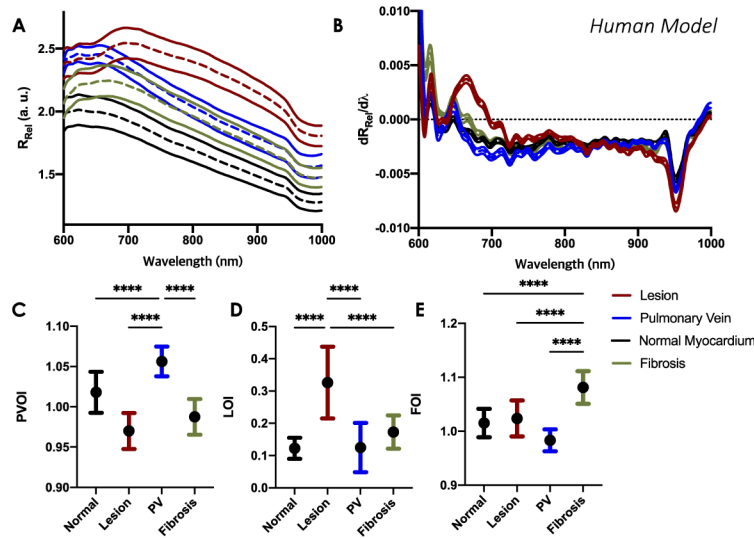 A
R_Rel (a. u.)
2.5
2.0
1.5
600
700
800
900
1000
Wavelength (nm)
B
Human Model
dR_Rel/dλ
0.010
0.005
0.000
-0.005
-0.010
600
700
800
900
1000
Wavelength (nm)
C
****
****
****
PVOI
1.10
1.05
1.00
0.95
0.90
Normal
Lesion
PV
Fibrosis
D
****
****
****
LOI
0.5
0.4
0.3
0.2
0.1
0.0
Normal
Lesion
PV
Fibrosis
E
****
****
****
FOI
1.2
1.1
1.0
0.9
Normal
Lesion
PV
Fibrosis
Lesion
Pulmonary Vein
Normal Myocardium
Fibrosis